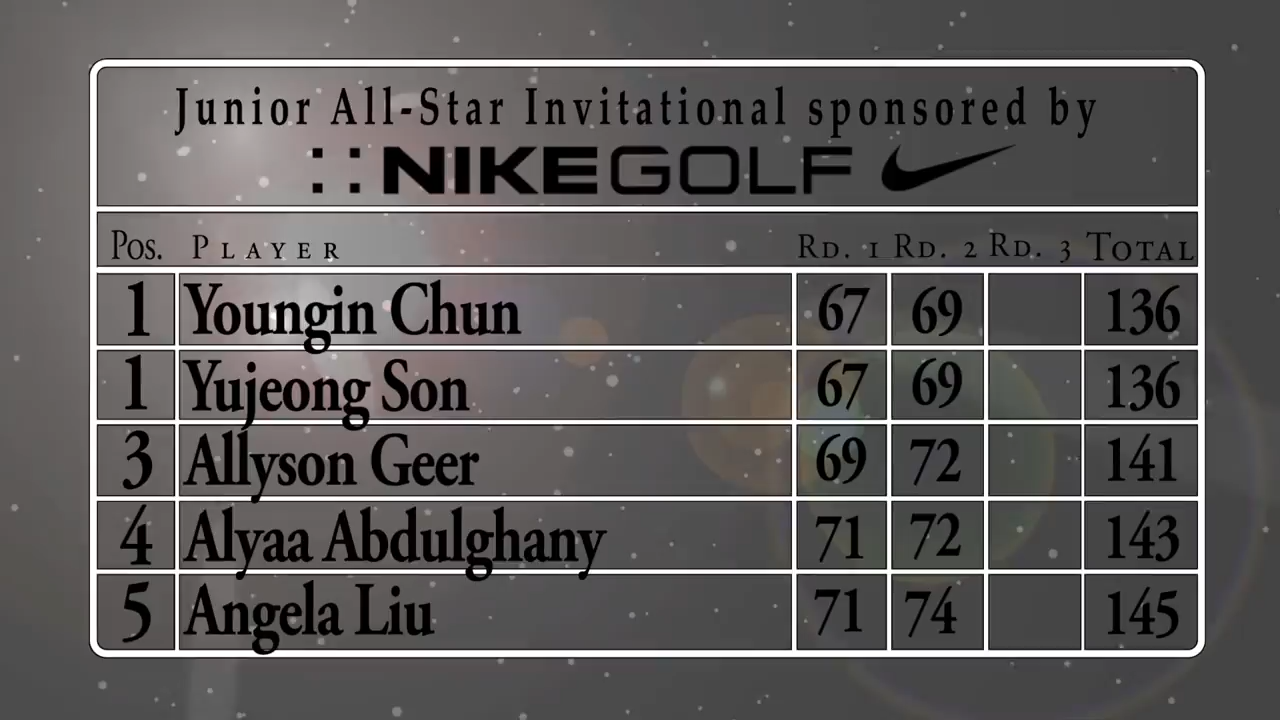 Junior All-Star Invitational sponsored by
NIKEGOLF
Pos. Player Rd. 1 Rd. 2 Rd. 3 Total
1 Youngin Chun 67 69 136
1 Yujeong Son 67 69 136
3 Allyson Geer 69 72 141
4 Alyaa Abdulghany 71 72 143
5 Angela Liu 71 74 145